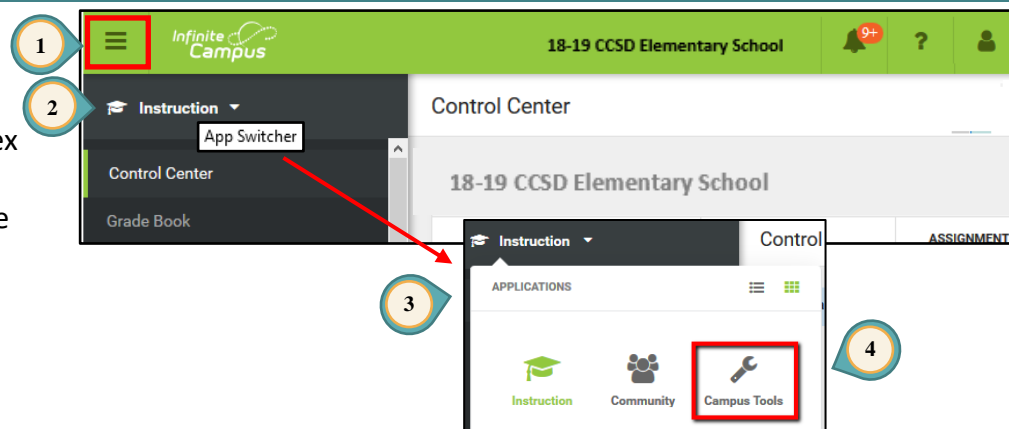 1
Infinite
Campus
18-19 CCSD Elementary School
9+
?
2
Instruction
Control Center
ex
App Switcher
Control Center
18-19 CCSD Elementary School
e
Grade Book
Instruction
Control
ASSIGNMENT
APPLICATIONS
3
4
Instruction
Community
Campus Tools